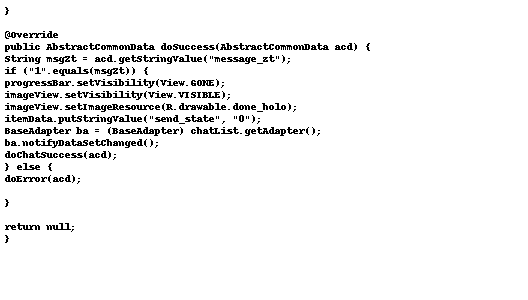 }
@Override
public AbstractCommonData doSuccess(AbstractCommonData acd) {
String msgZt = acd.getStringValue("message_zt");
if ("1".equals(msgZt)) {
progressBar.setVisibility(View.GONE);
imageView.setVisibility(View.VISIBLE);
imageView.setImageResource(R.drawable.done_holo);
itemData.putStringValue("send_state", "0");
BaseAdapter ba = (BaseAdapter) chatList.getAdapter();
ba.notifyDataSetChanged();
doChatSuccess(acd);
} else {
doError(acd);
}
return null;
}